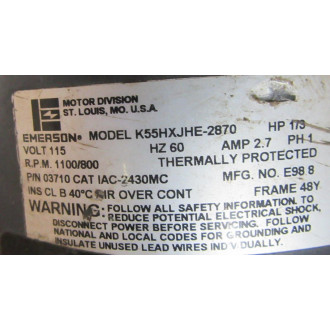 MOTOR DIVISION
ST. LOUIS, MO. U.S.A.
EMERSON® MODEL K55HXJHE-2870 HP 1/3
VOLT 115 HZ 60 AMP 2.7 PH 1
R.P.M. 1100/800 THERMALLY PROTECTED
P/N 03710 CAT IAC-2430MC MFG. NO. E98 8
INS CL B 40°C AIR OVER CONT FRAME 48Y
WARNING: FOLLOW ALL SAFETY INFORMATION. TO
REDUCE POTENTIAL ELECTRICAL SHOCK,
DISCONNECT POWER BEFORE SERVICING. FOLLOW
NATIONAL AND LOCAL CODES FOR GROUNDING AND
INSULATE UNUSED LEAD WIRES INDIVIDUALLY.